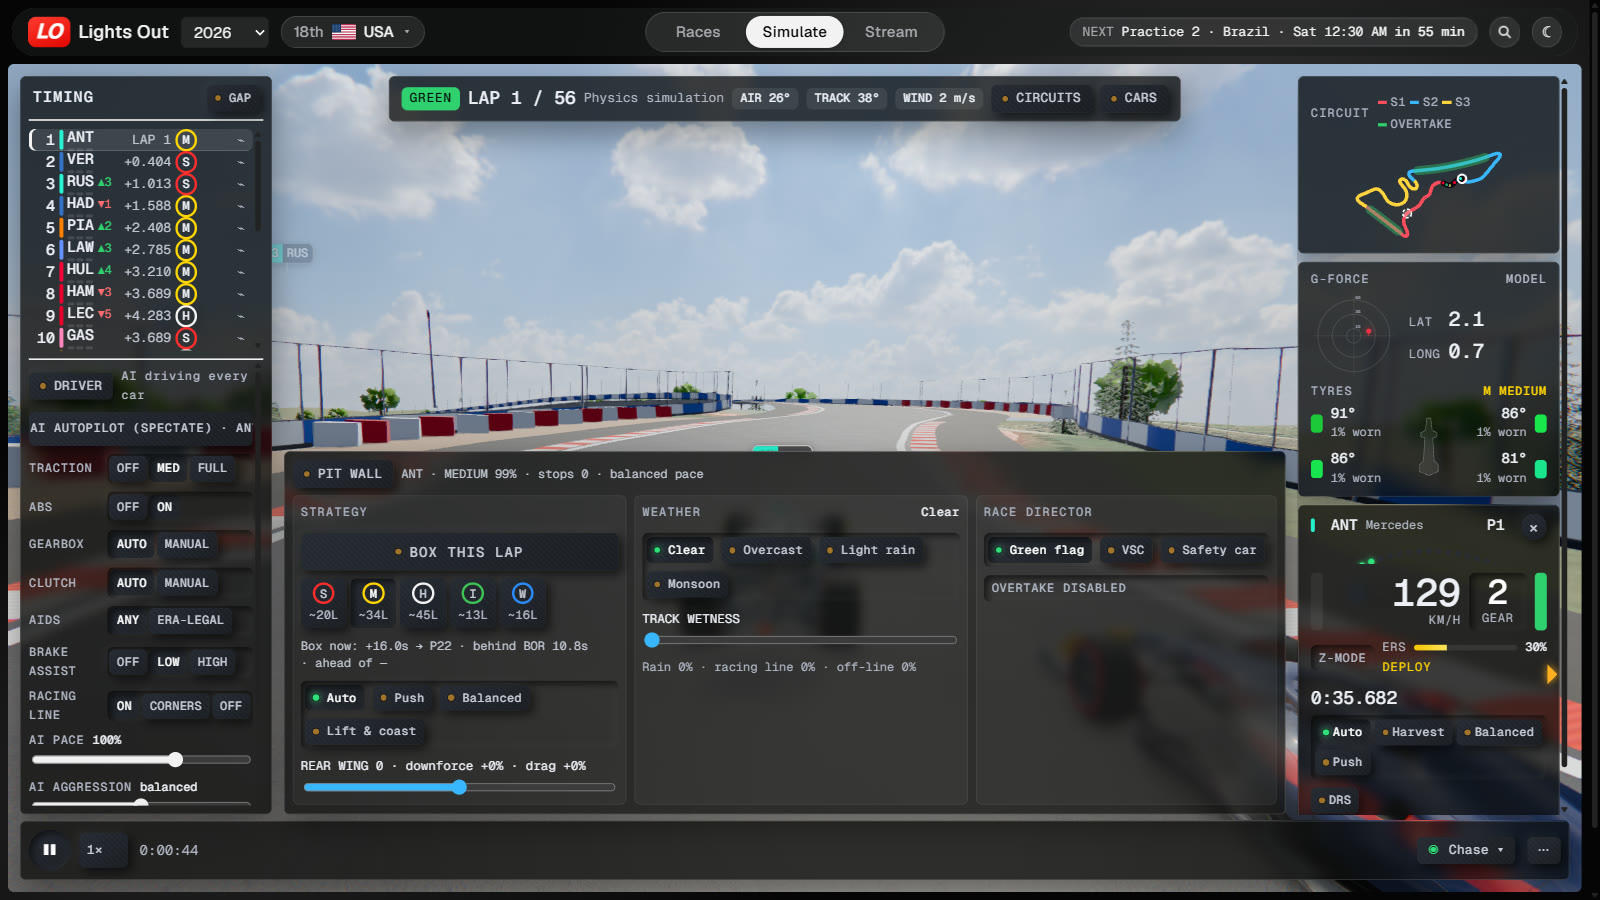 LO Lights Out 2026 18th USA Races Simulate Stream NEXT Practice 2 · Brazil · Sat 12:30 AM in 55 min
TIMING GAP
1 ANT LAP 1 M
2 VER +0.404 S
3 RUS ▲3 +1.013 S
4 HAD ▼1 +1.588 M
5 PIA ▲2 +2.408 M
6 LAW ▲3 +2.785 M
7 HUL ▲4 +3.210 M
8 HAM ▼3 +3.689 M
9 LEC ▼5 +4.283 H
10 GAS +3.689 S
DRIVER AI driving every
car
AI AUTOPILOT (SPECTATE) · AN
TRACTION OFF MED FULL
ABS OFF ON
GEARBOX AUTO MANUAL
CLUTCH AUTO MANUAL
AIDS ANY ERA-LEGAL
BRAKE
ASSIST OFF LOW HIGH
RACING
LINE ON CORNERS OFF
AI PACE 100%
AI AGGRESSION balanced
GREEN LAP 1 / 56 Physics simulation AIR 26° TRACK 38° WIND 2 m/s CIRCUITS CARS
3 RUS
PIT WALL ANT · MEDIUM 99% · stops 0 · balanced pace
STRATEGY
BOX THIS LAP
S M H I W
~20L ~34L ~45L ~13L ~16L
Box now: +16.0s → P22 · behind BOR 10.8s
· ahead of —
Auto Push Balanced
Lift & coast
REAR WING 0 · downforce +0% · drag +0%
WEATHER Clear
Clear Overcast Light rain
Monsoon
TRACK WETNESS
Rain 0% · racing line 0% · off-line 0%
RACE DIRECTOR
Green flag VSC Safety car
OVERTAKE DISABLED
CIRCUIT S1 S2 S3
OVERTAKE
G-FORCE MODEL
LAT 2.1
LONG 0.7
TYRES M MEDIUM
91° 86°
1% worn 1% worn
86° 81°
1% worn 1% worn
ANT Mercedes P1 ×
129 2
KM/H GEAR
Z-MODE ERS 30%
DEPLOY
0:35.682
Auto Harvest Balanced
Push
DRS
1× 0:00:44 Chase ···